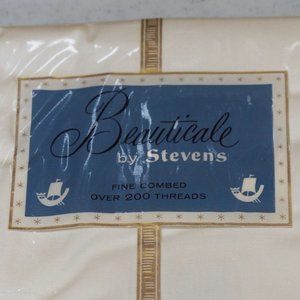 Beauticale
by Stevens
FINE COMBED
OVER 200 THREADS